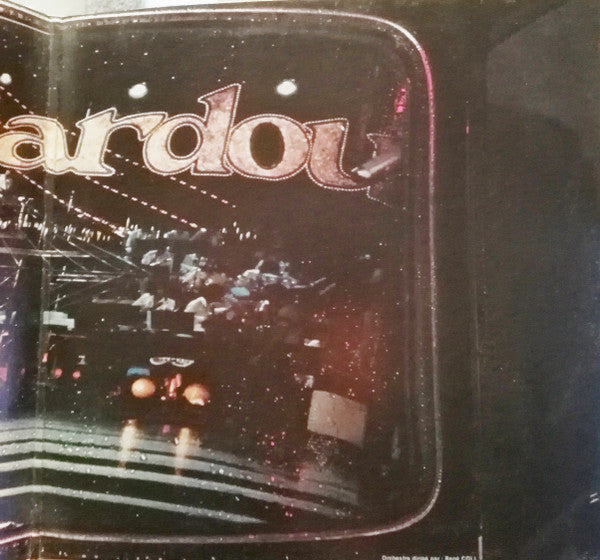 ardou
Orchestre dirigé par : René COLL